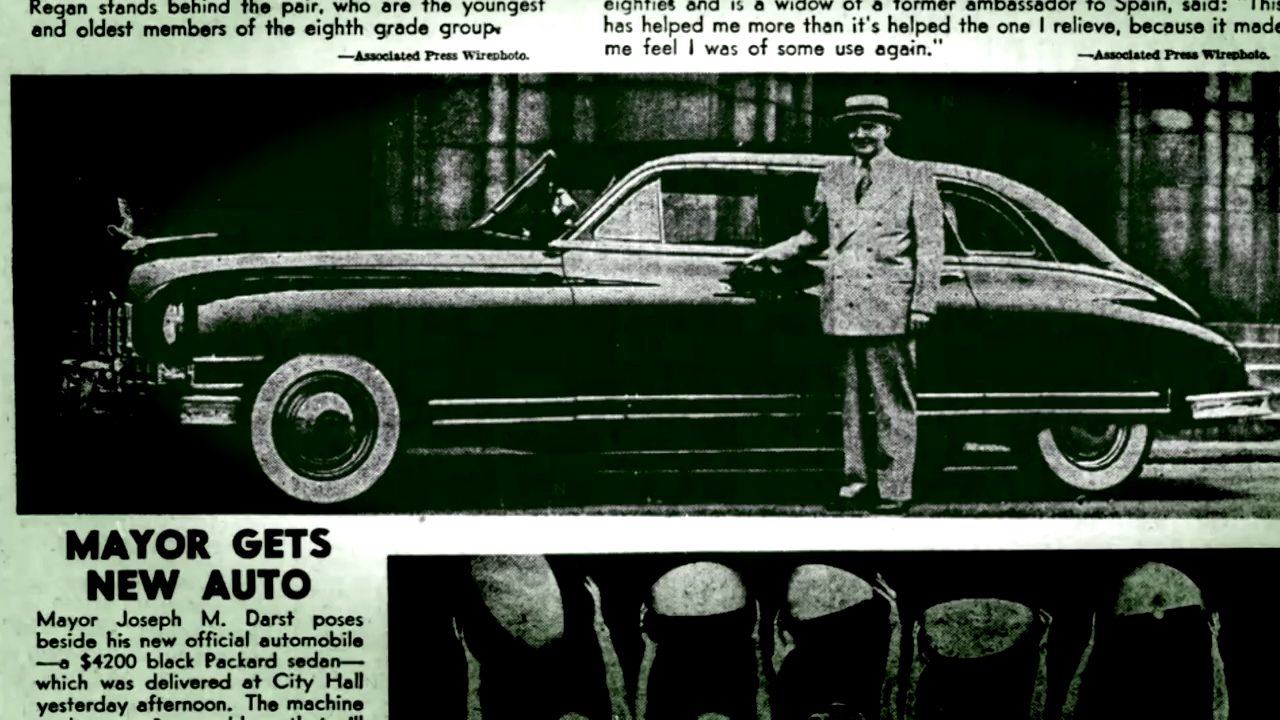 Regan stands behind the pair, who are the youngest
and oldest members of the eighth grade group.
—Associated Press Wirephoto.
eighties and is a widow of a former ambassador to Spain, said: "This
has helped me more than it's helped the one I relieve, because it made
me feel I was of some use again."
—Associated Press Wirephoto.
MAYOR GETS
NEW AUTO
Mayor Joseph M. Darst poses
beside his new official automobile
—a $4200 black Packard sedan—
which was delivered at City Hall
yesterday afternoon. The machine